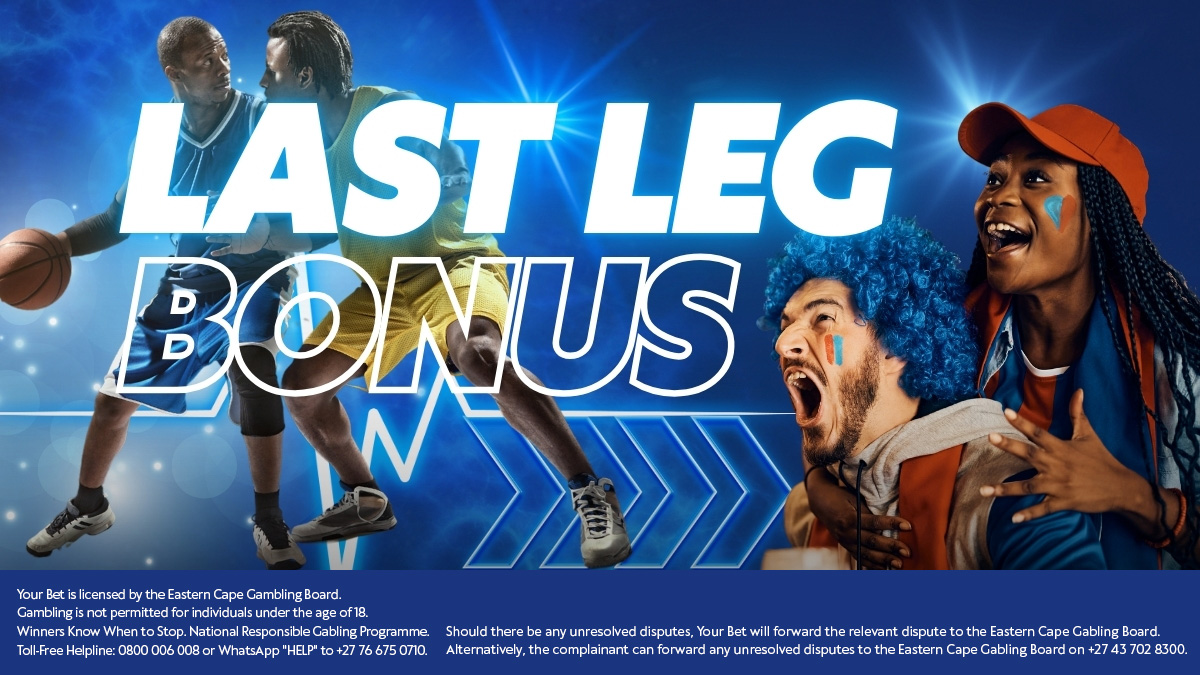 LAST LEG
BONUS
Your Bet is licensed by the Eastern Cape Gambling Board.
Gambling is not permitted for individuals under the age of 18.
Winners Know When to Stop. National Responsible Gabling Programme.
Toll-Free Helpline: 0800 006 008 or WhatsApp "HELP" to +27 76 675 0710.
Should there be any unresolved disputes, Your Bet will forward the relevant dispute to the Eastern Cape Gabling Board.
Alternatively, the complainant can forward any unresolved disputes to the Eastern Cape Gabling Board on +27 43 702 8300.